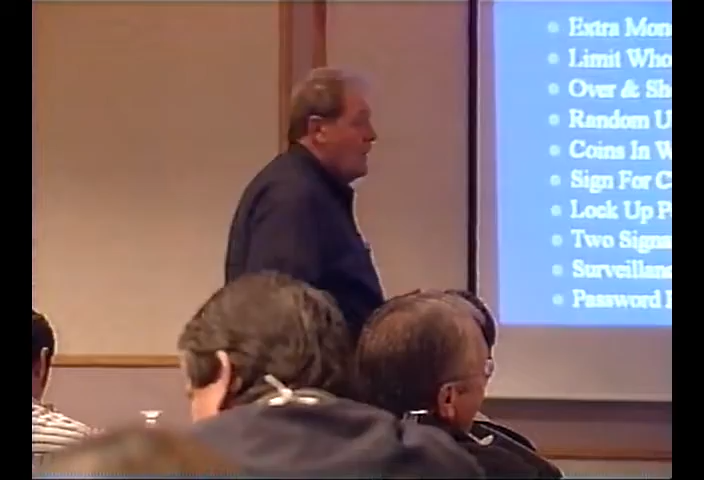 Extra Mon
Limit Who
Over & Sh
Random U
Coins In W
Sign For C
Lock Up P
Two Signa
Surveillan
Password